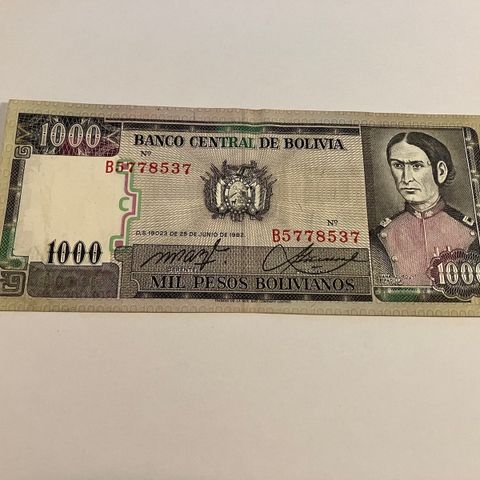 1000
BANCO CENTRAL DE BOLIVIA
Nº
B5778537
C
D.S. 19023 DE 25 DE JUNIO DE 1982.
Nº
B5778537
1000
MIL PESOS BOLIVIANOS
1000